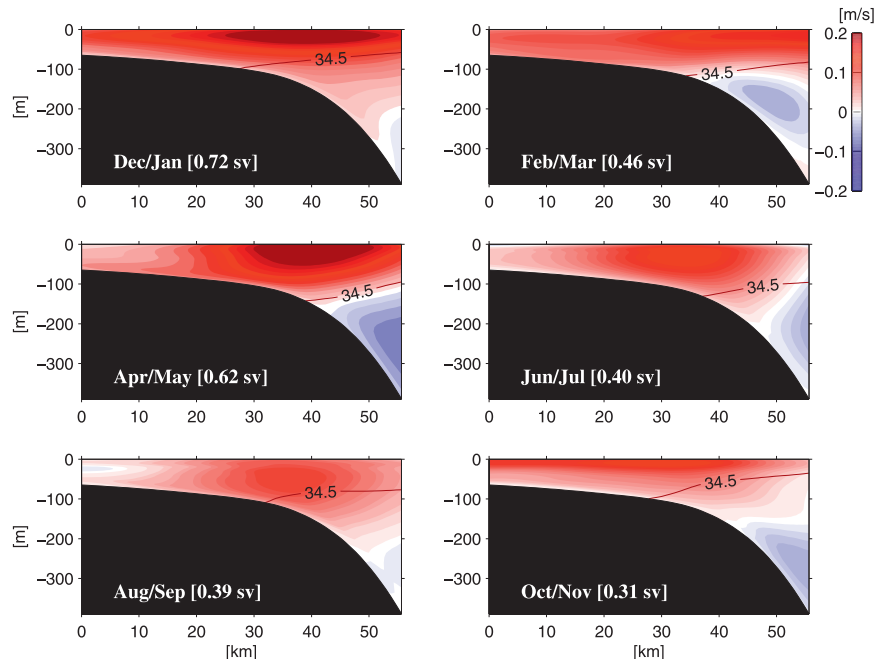 [m/s]
0
−100
−200
−300
[m]
34.5
Dec/Jan [0.72 sv]
0 10 20 30 40 50
0
−100
−200
−300
34.5
Feb/Mar [0.46 sv]
0 10 20 30 40 50
0.2
0.1
0
−0.1
−0.2
0
−100
−200
−300
[m]
34.5
Apr/May [0.62 sv]
0 10 20 30 40 50
0
−100
−200
−300
34.5
Jun/Jul [0.40 sv]
0 10 20 30 40 50
0
−100
−200
−300
[m]
34.5
Aug/Sep [0.39 sv]
0 10 20 30 40 50
[km]
0
−100
−200
−300
34.5
Oct/Nov [0.31 sv]
0 10 20 30 40 50
[km]